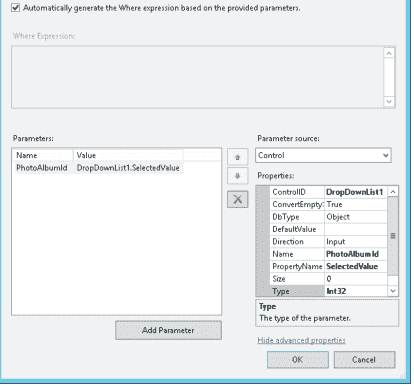 Automatically generate the Where expression based on the provided parameters.
Where Expression:
Parameters:
Name Value
PhotoAlbumId DropDownList1.SelectedValue
Add Parameter
Parameter source:
Control
Properties:
ControlID DropDownList1
ConvertEmpty True
DbType Object
DefaultValue
Direction Input
Name PhotoAlbumId
PropertyName SelectedValue
Size 0
Type Int32
Type
The type of the parameter.
Hide advanced properties
OK Cancel